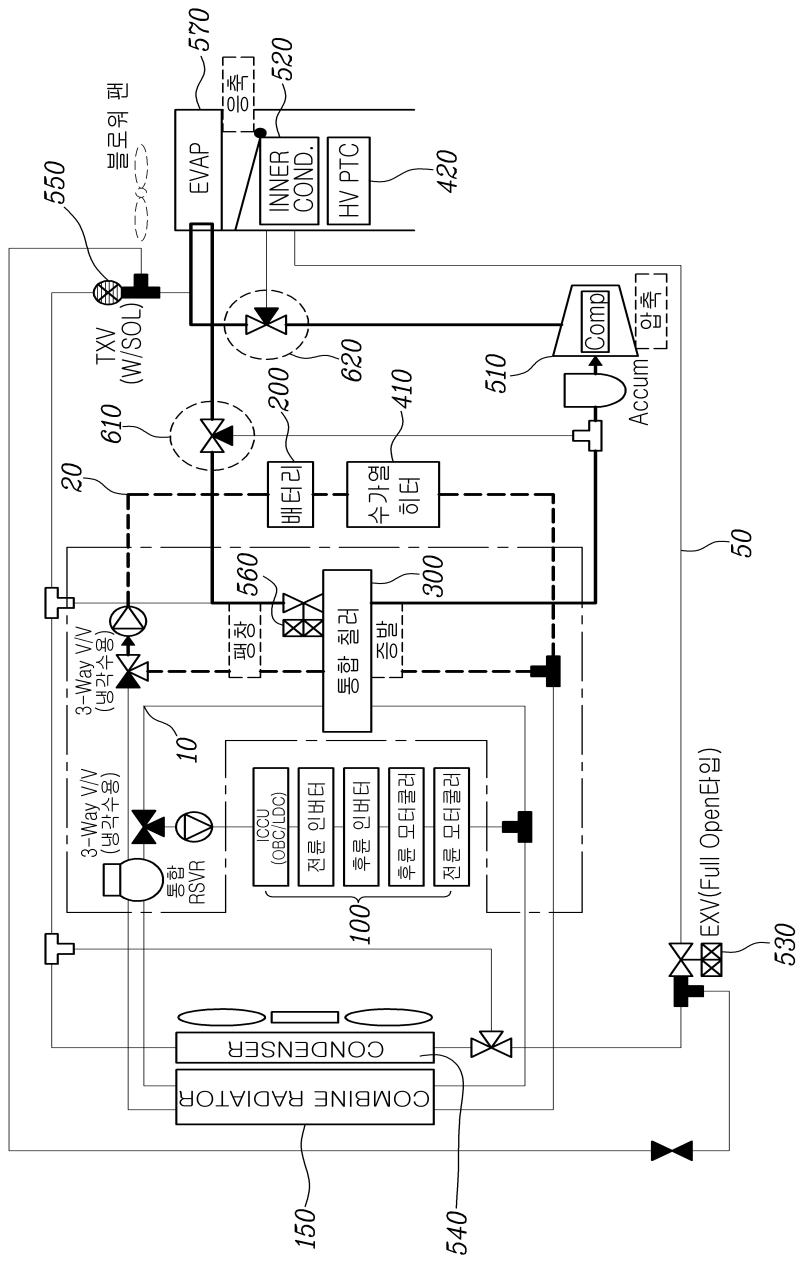 570
응축
520
블로워 팬
EVAP
INNER
COND.
HV PTC
420
550
TXV
(W/SOL)
620
Comp
510
압축
Accum
610
200
410
20
배터리
수가열
히터
50
560
300
팽창
통합 칠러
증발
3-Way V/V
(냉각수용)
10
3-Way V/V
(냉각수용)
통합
RSVR
ICCU
(OBC/LDC)
전륜 인버터
후륜 인버터
후륜 모터쿨러
전륜 모터쿨러
100
EXV(Full Open타입)
530
CONDENSER
COMBINE RADIATOR
150
540